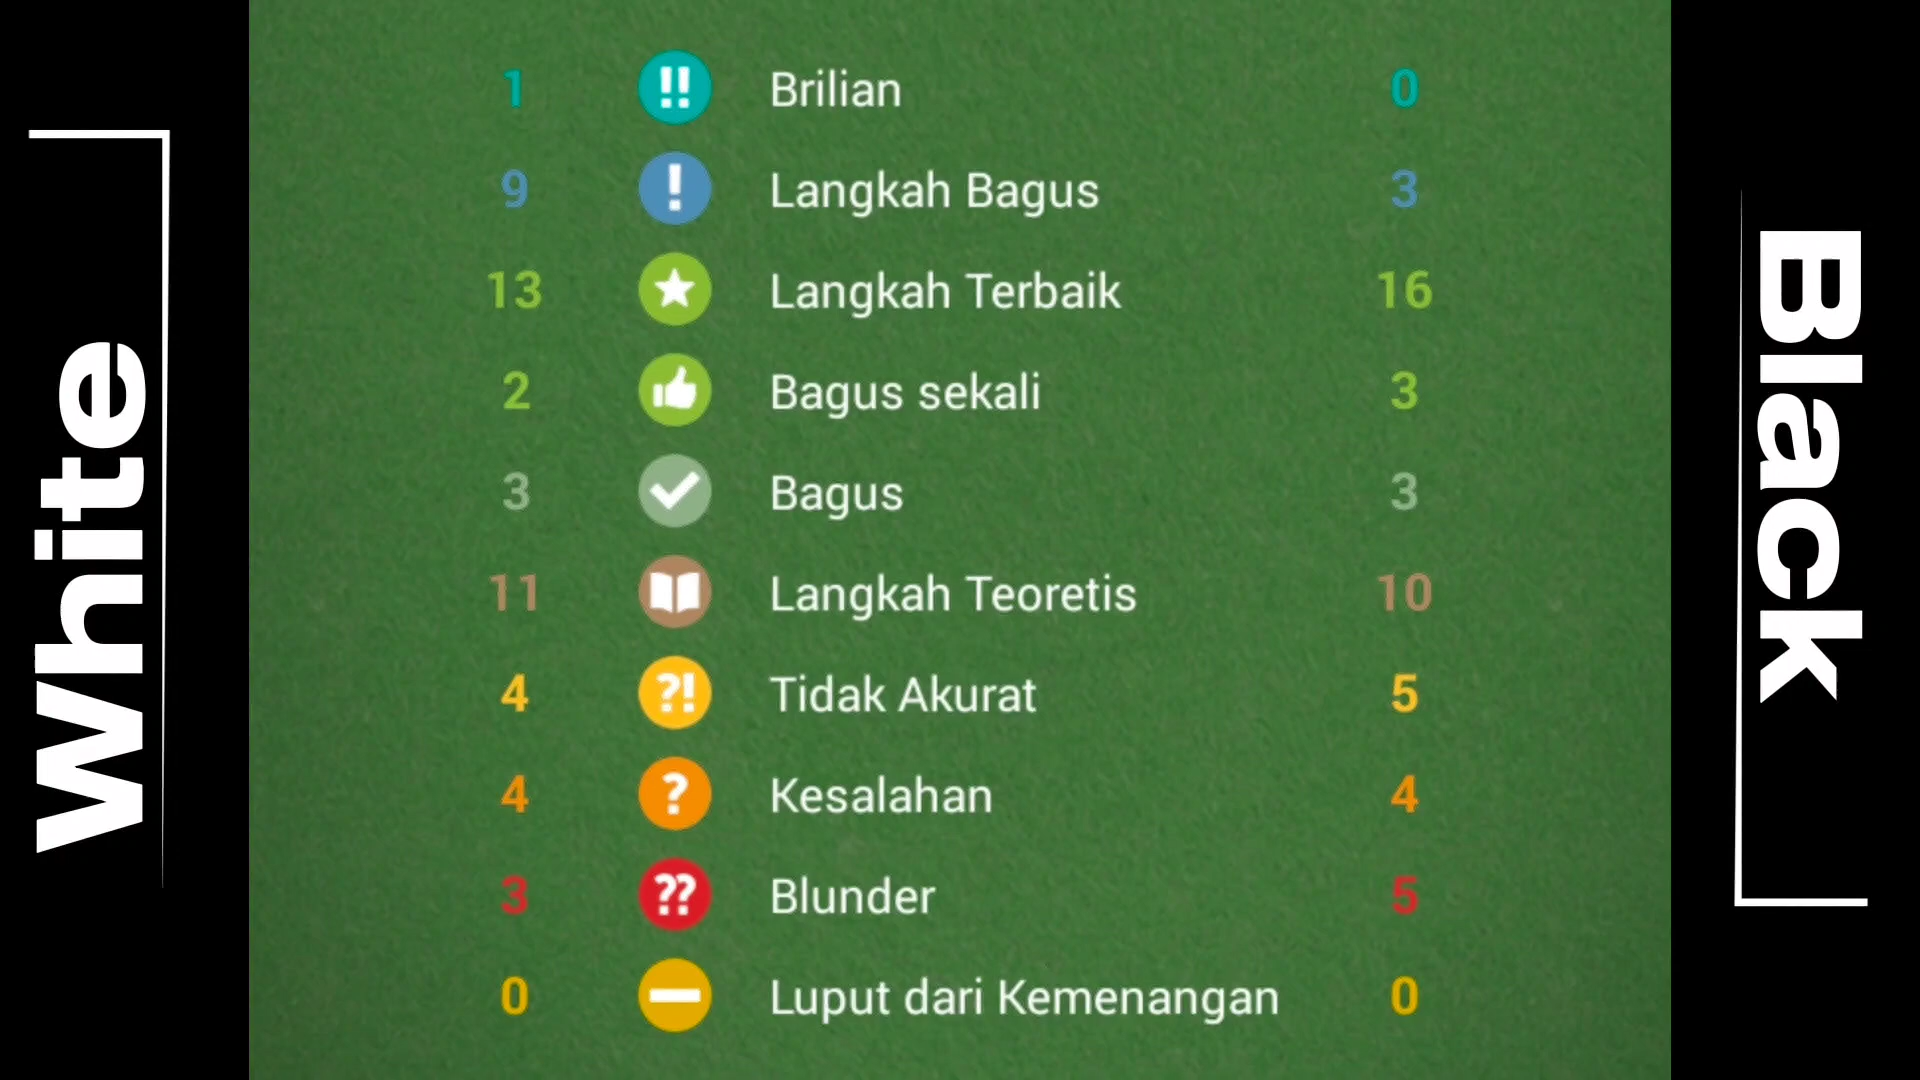 White
1 !! Brilian 0
9 ! Langkah Bagus 3
13 Langkah Terbaik 16
2 Bagus sekali 3
3 Bagus 3
11 Langkah Teoretis 10
4 ?! Tidak Akurat 5
4 ? Kesalahan 4
3 ?? Blunder 5
0 Luput dari Kemenangan 0
Black